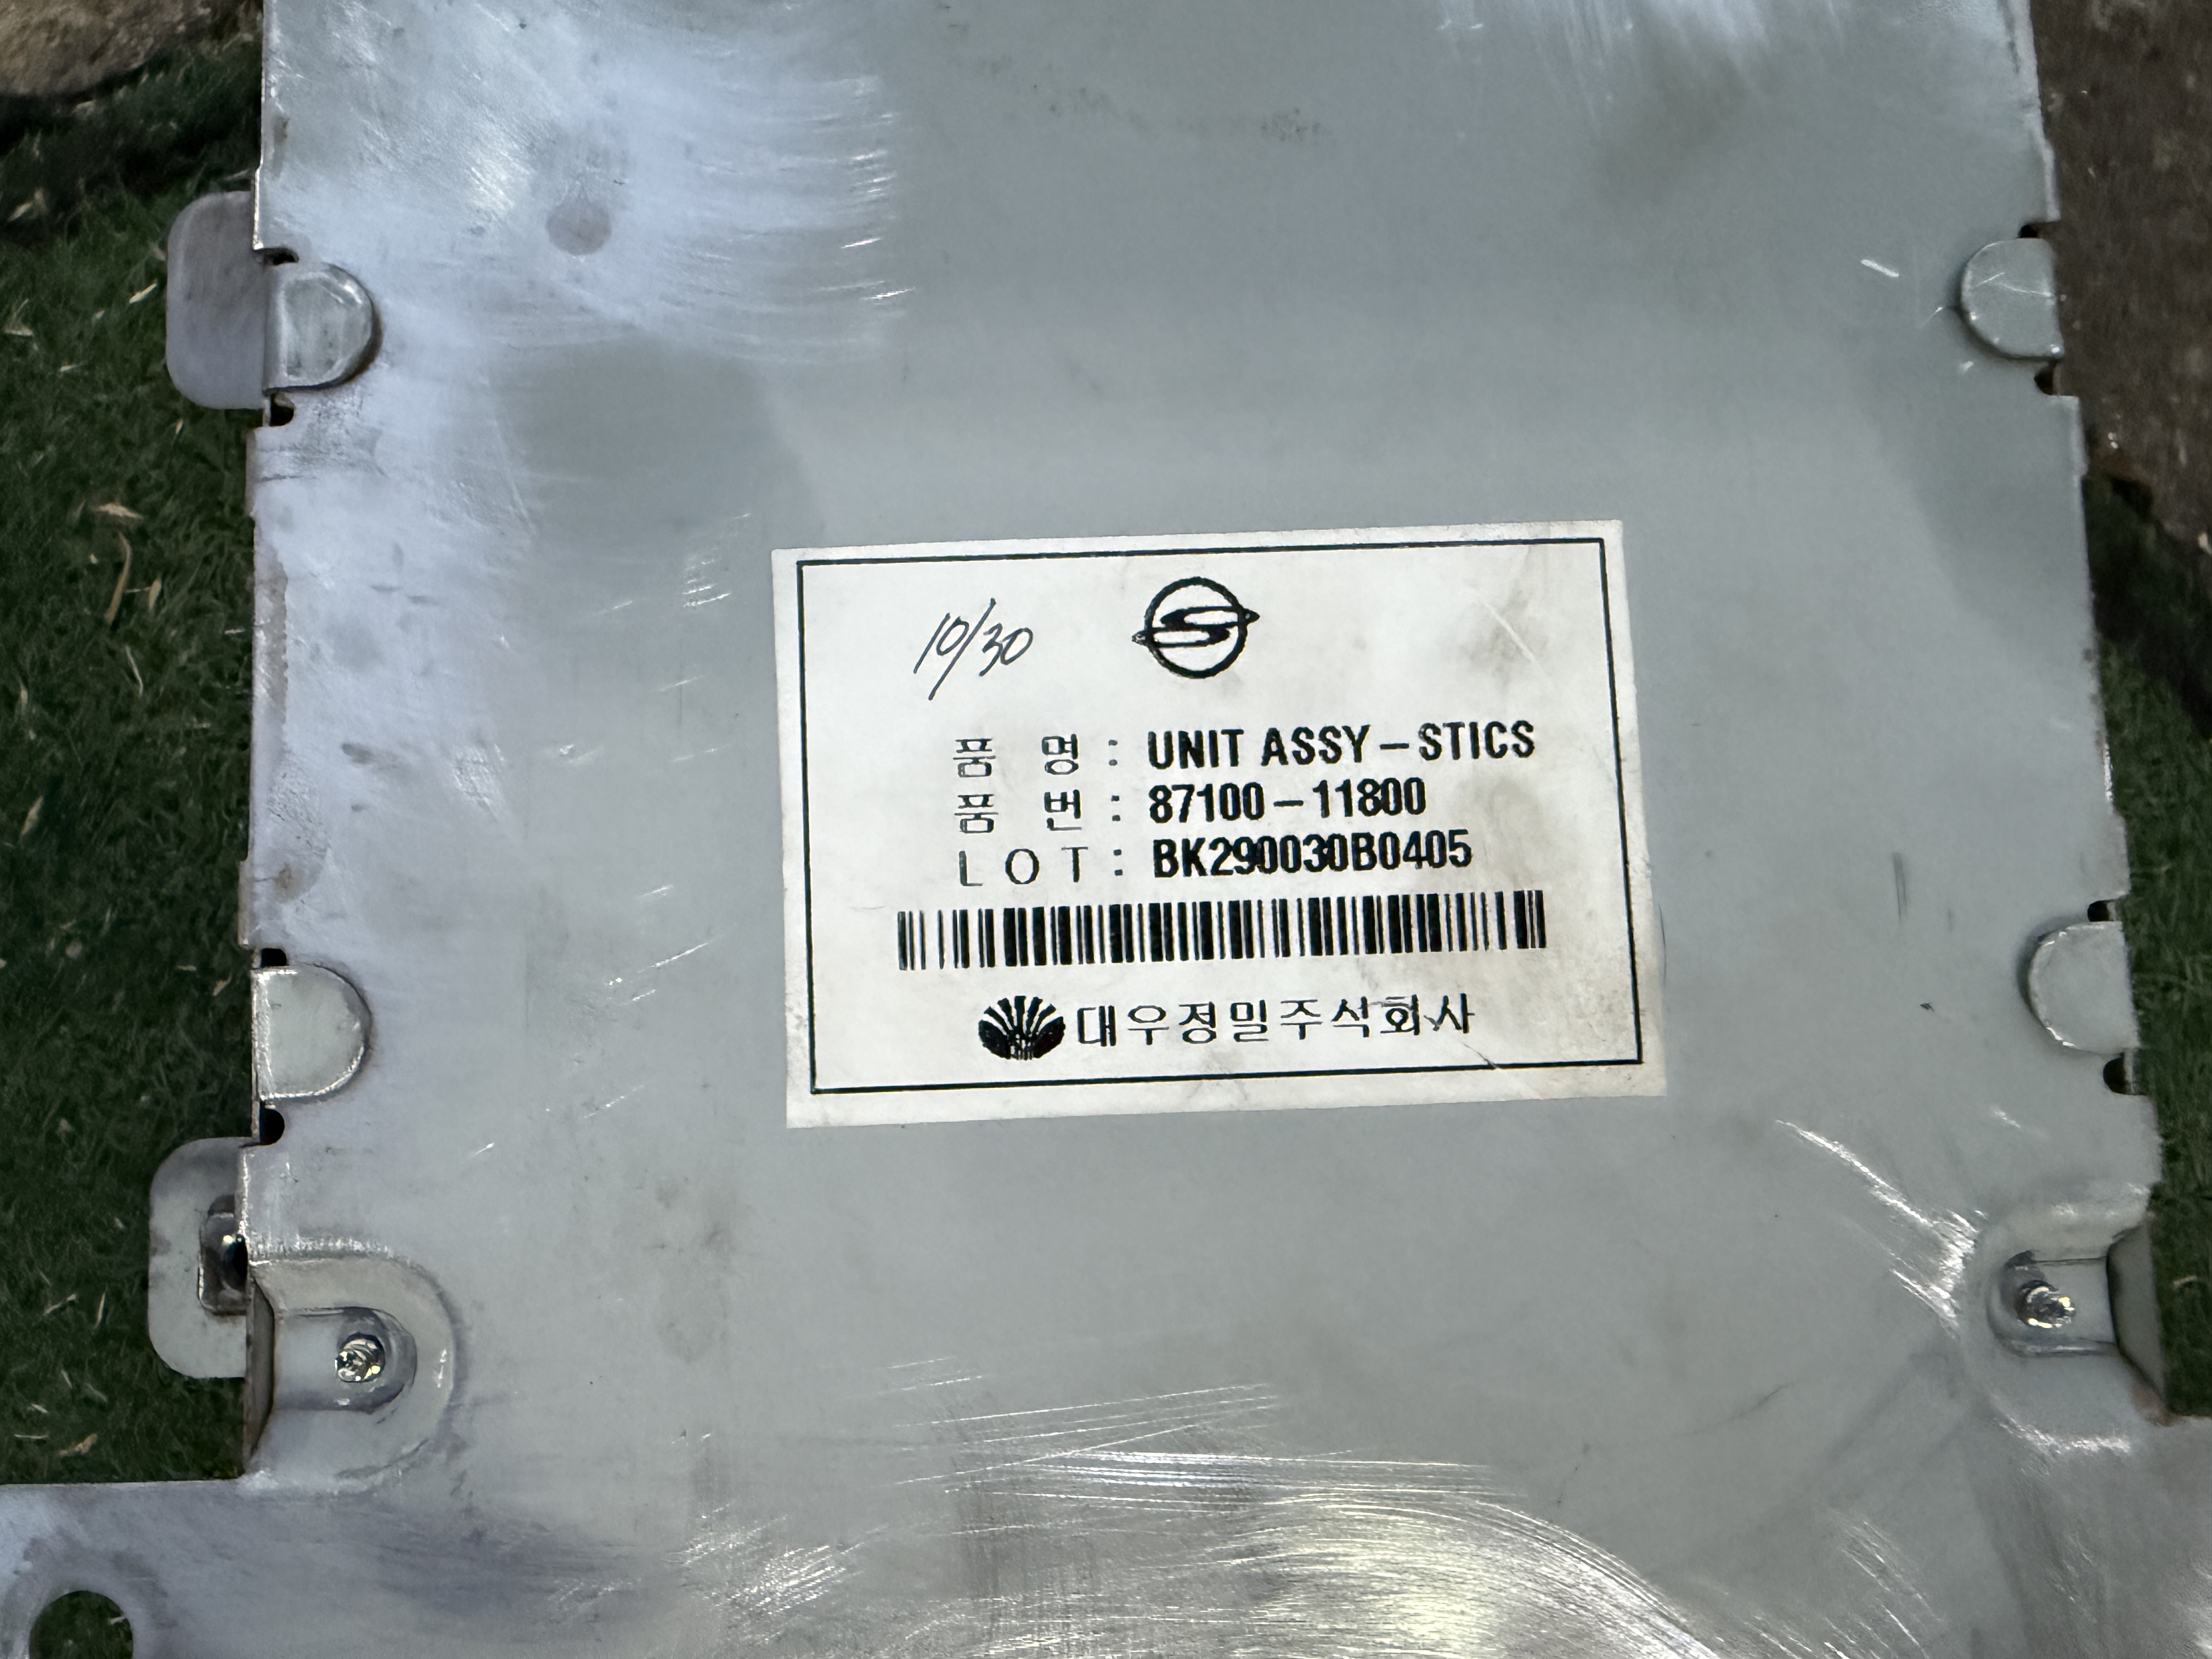 10/30
품 명 : UNIT ASSY-STICS
품 번 : 87100-11800
LOT : BK290030B0405
대우정밀주식회사